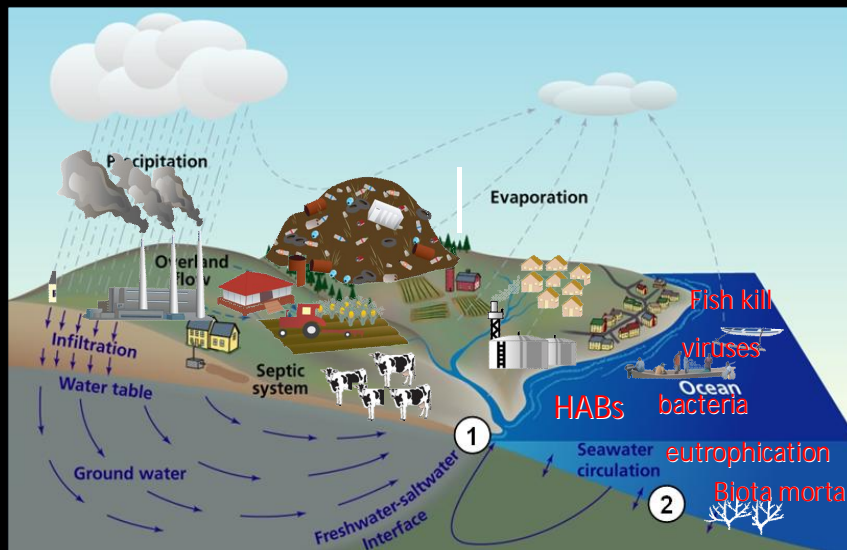 Precipitation
Evaporation
Overland
flow
Fish kill
Infiltration
viruses
Septic
system
Water table
Ocean
HABs
bacteria
1
Seawater
circulation
eutrophication
Ground water
Freshwater-saltwater
Interface
2
Biota morta